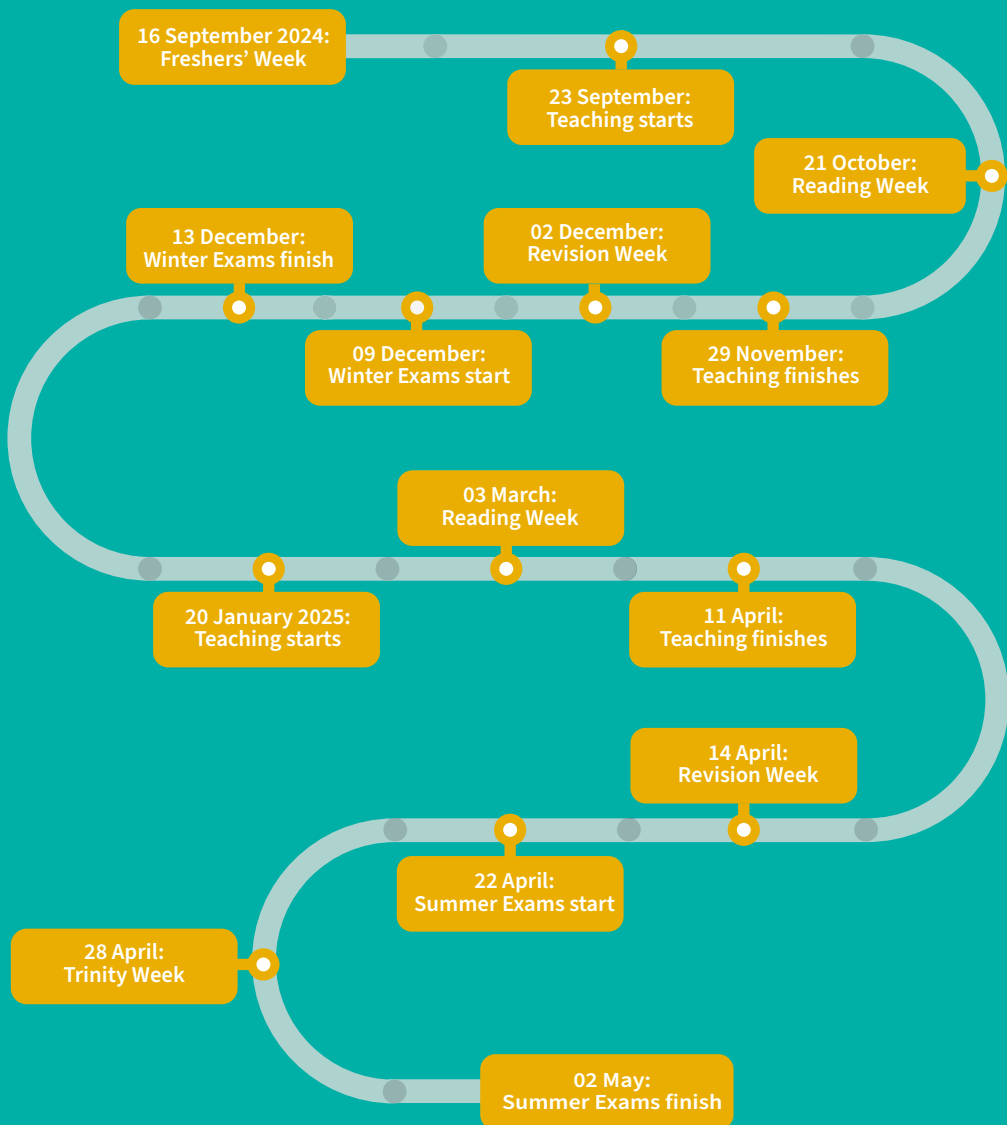 16 September 2024:
Freshers’ Week
23 September:
Teaching starts
21 October:
Reading Week
29 November:
Teaching finishes
02 December:
Revision Week
09 December:
Winter Exams start
13 December:
Winter Exams finish
20 January 2025:
Teaching starts
03 March:
Reading Week
11 April:
Teaching finishes
14 April:
Revision Week
22 April:
Summer Exams start
28 April:
Trinity Week
02 May:
Summer Exams finish